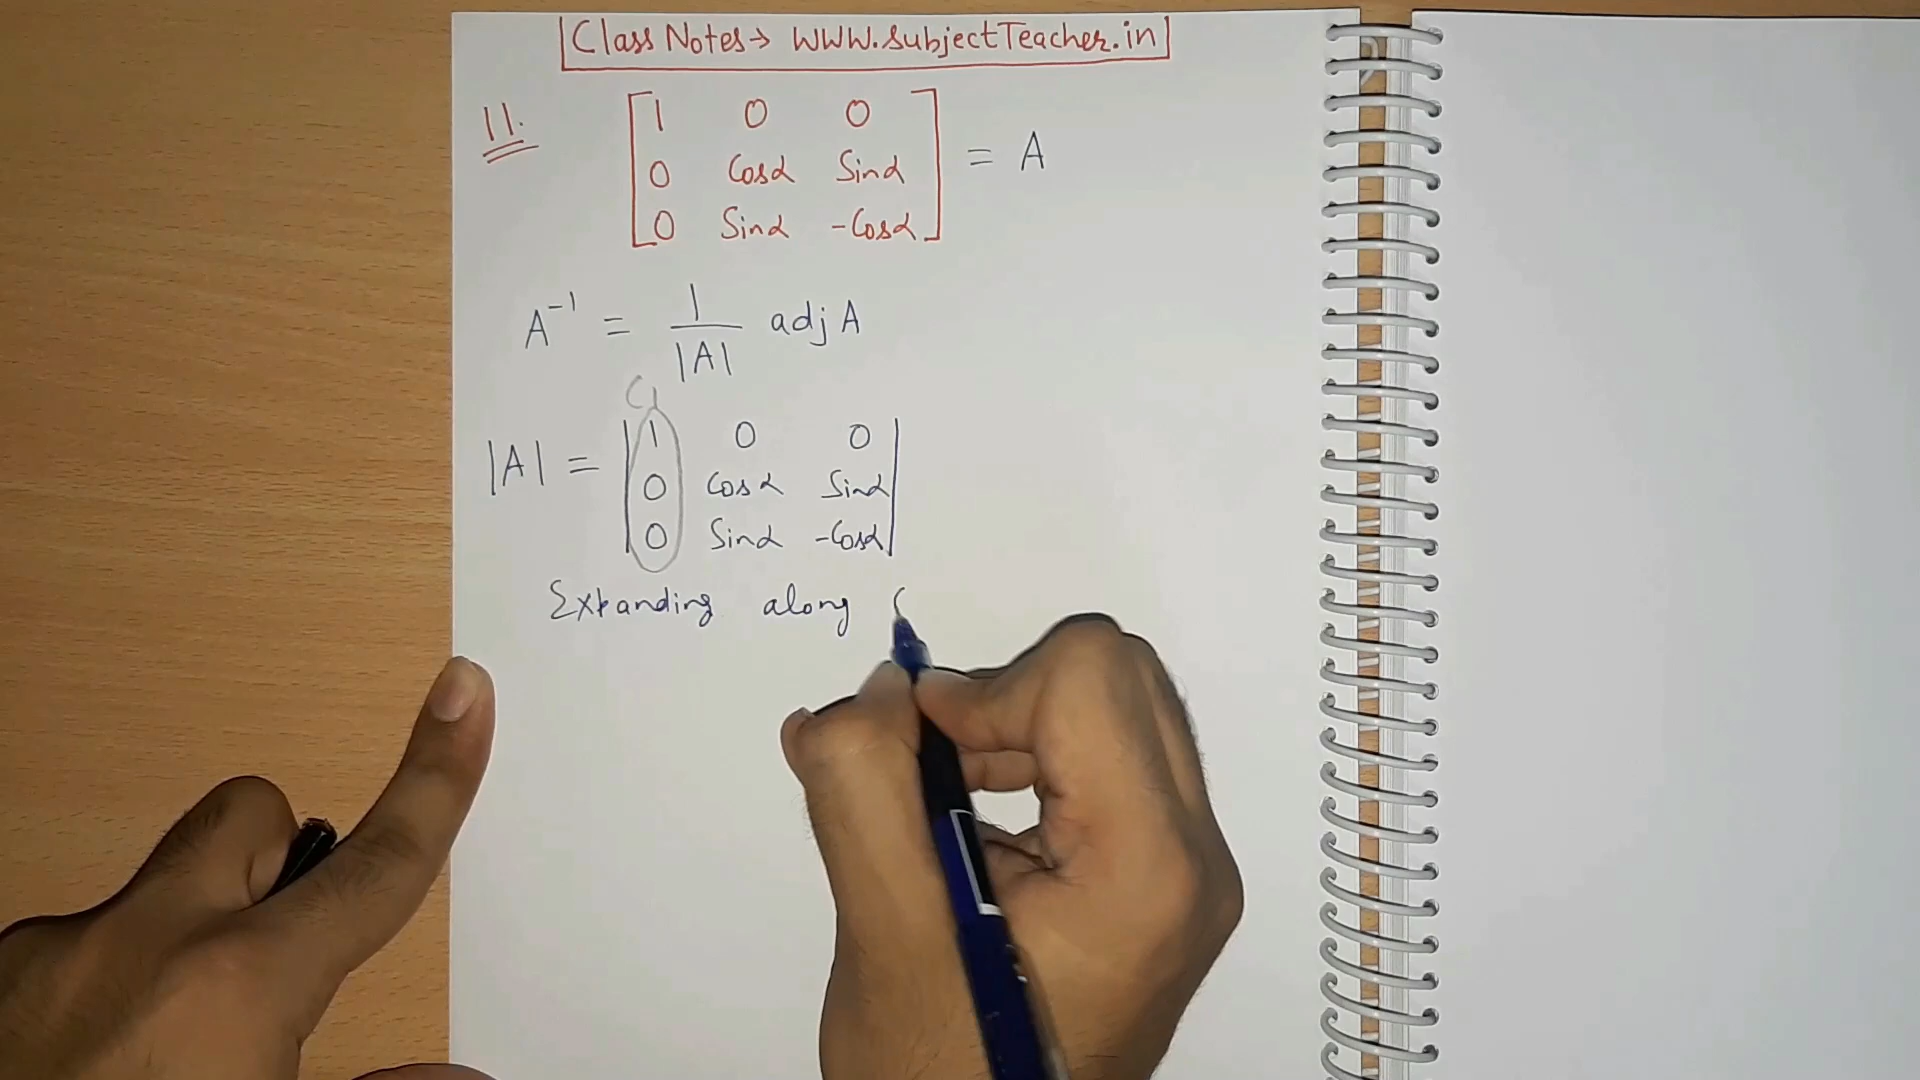 Class Notes → WWW.SubjectTeacher.in
11. [1 0 0
0 Cosα Sinα
0 Sinα -Cosα] = A
A⁻¹ = 1/|A| adj A
C₁
|A| = |1 0 0
0 Cosα Sinα
0 Sinα -Cosα|
Expanding along C